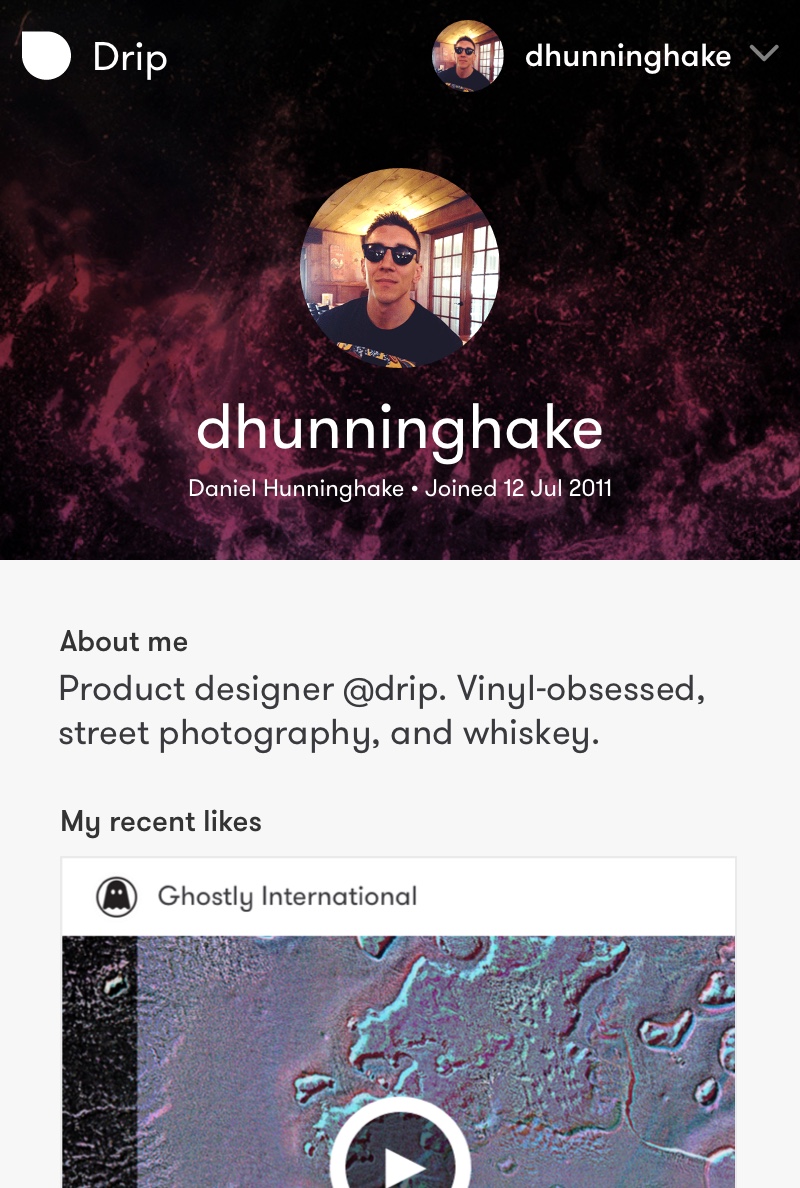 Drip
dhunninghake
dhunninghake
Daniel Hunninghake • Joined 12 Jul 2011
About me
Product designer @drip. Vinyl-obsessed,
street photography, and whiskey.
My recent likes
Ghostly International